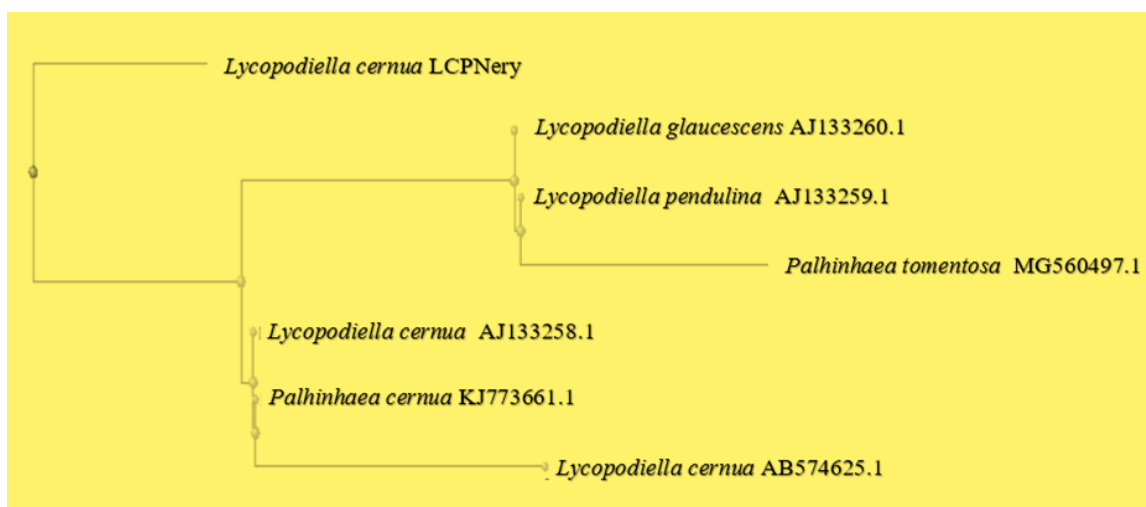 Lycopodiella cernua LCPNery
Lycopodiella glaucescens AJ133260.1
Lycopodiella pendulina AJ133259.1
Palhinhaea tomentosa MG560497.1
Lycopodiella cernua AJ133258.1
Palhinhaea cernua KJ773661.1
Lycopodiella cernua AB574625.1